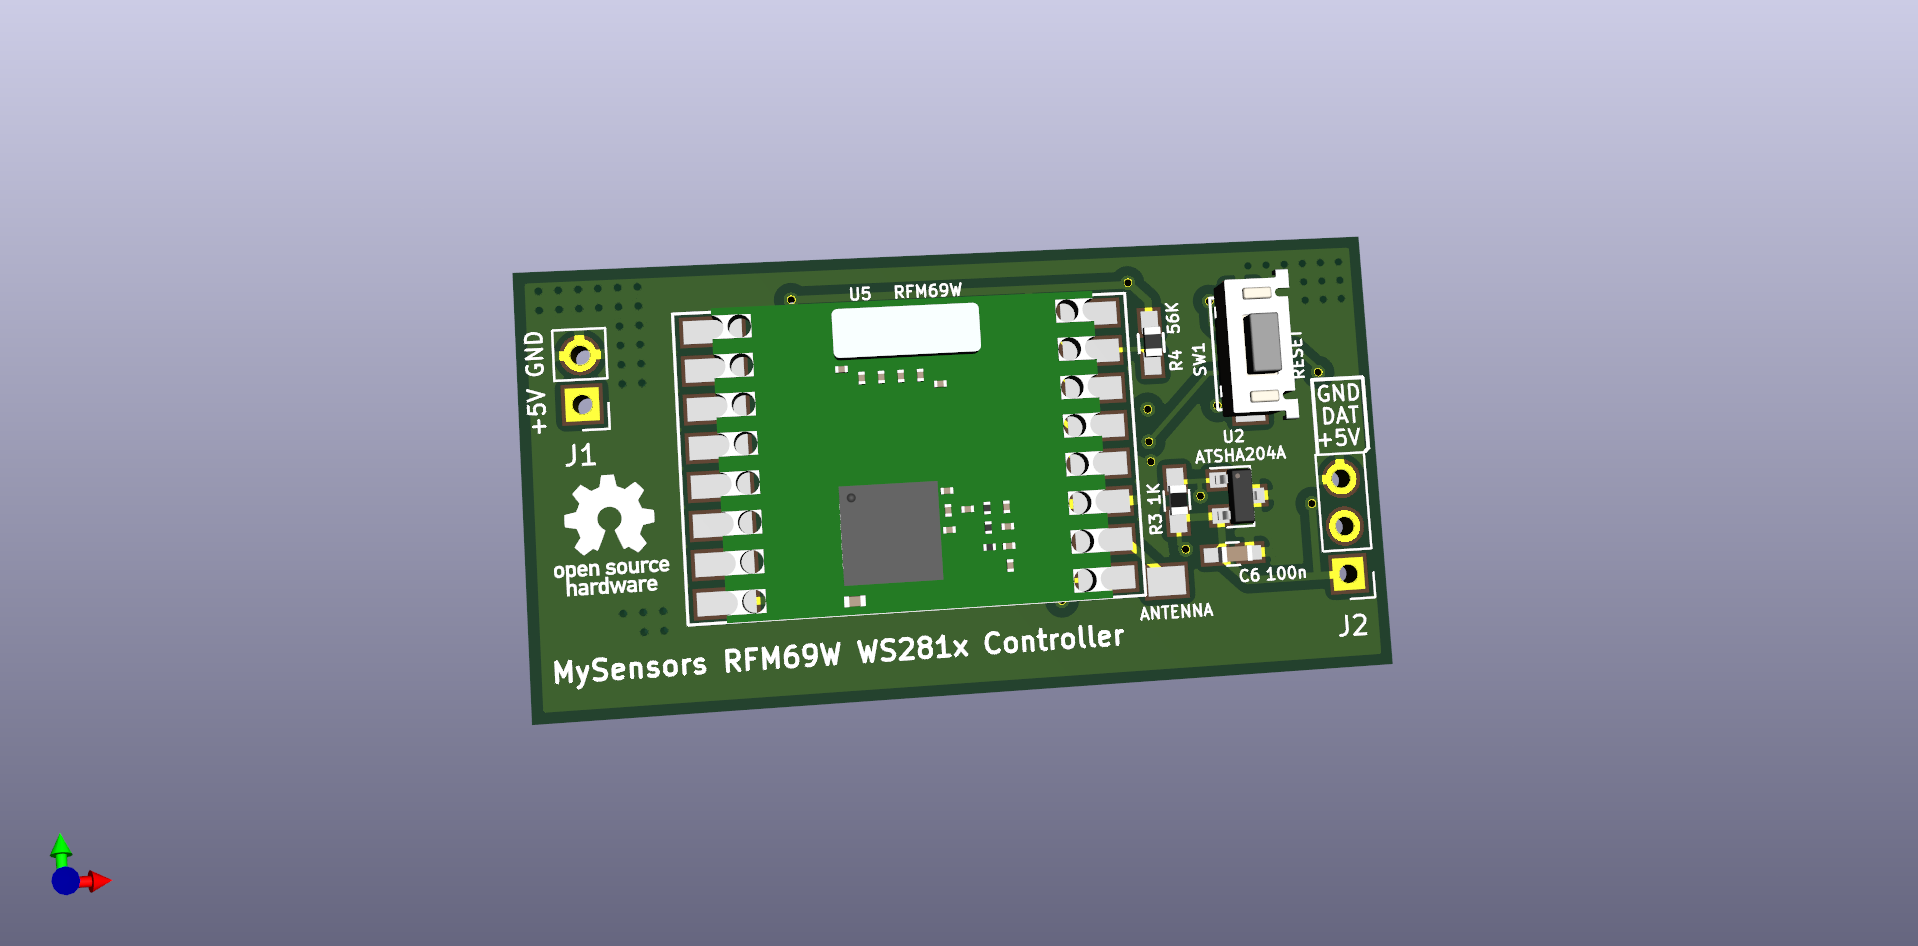 U5 RFM69W
+5V GND
J1
open source
hardware
MySensors RFM69W WS281x Controller
R4 56K
SW1
RESET
GND
DAT
+5V
U2
ATSHA204A
R3 1K
C6 100n
ANTENNA
J2